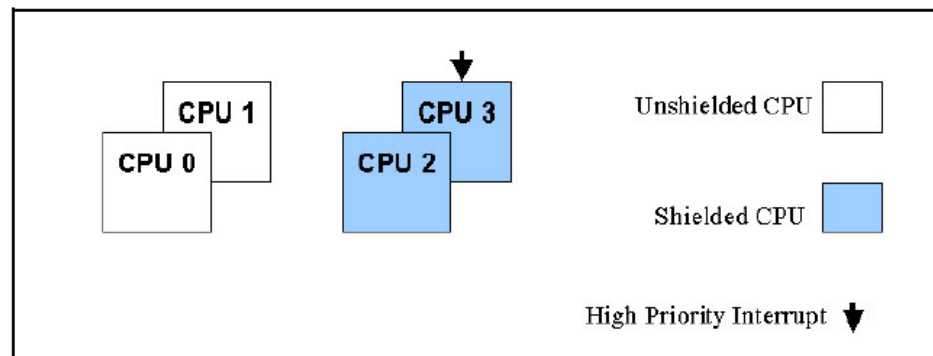 CPU 1
CPU 0
CPU 3
CPU 2
Unshielded CPU
Shielded CPU
High Priority Interrupt